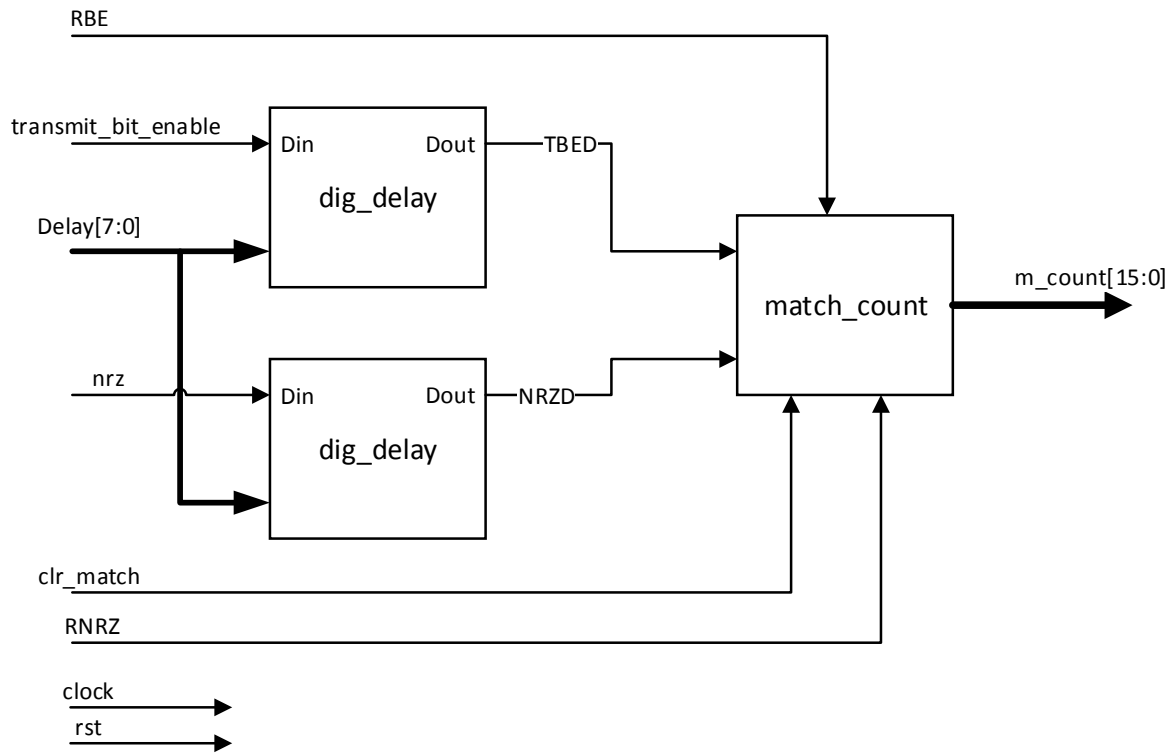 RBE
transmit_bit_enable
Din
Dout
TBED
dig_delay
Delay[7:0]
m_count[15:0]
match_count
nrz
Din
Dout
NRZD
dig_delay
clr_match
RNRZ
clock
rst